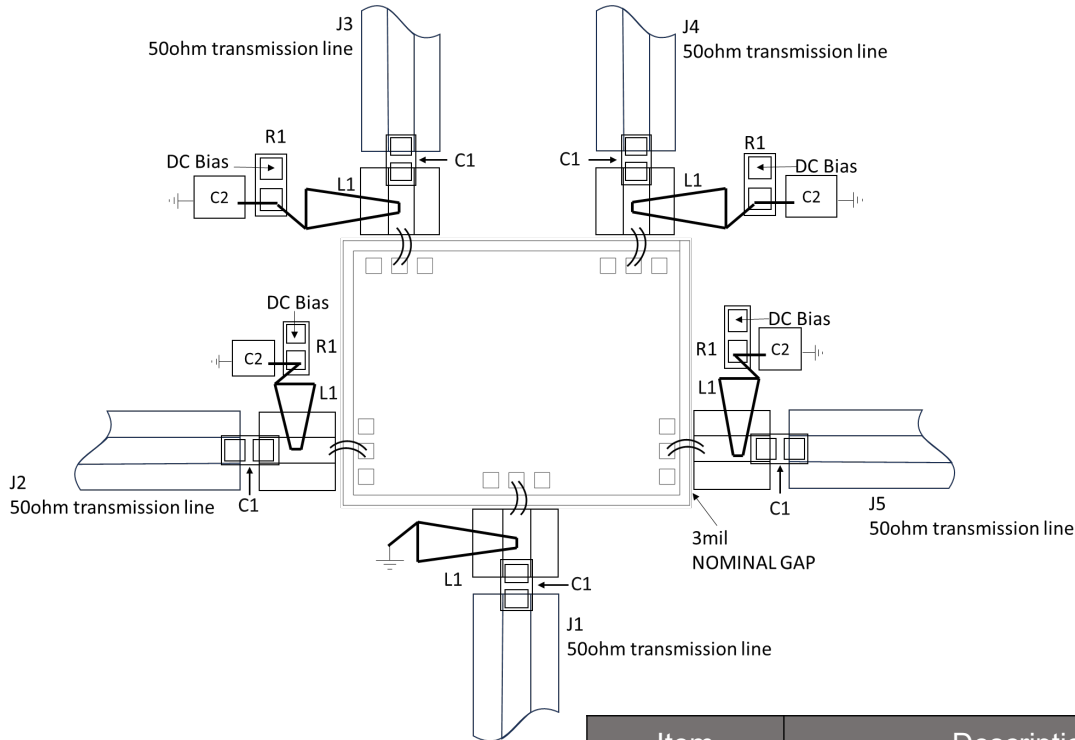 J3
50ohm transmission line
J4
50ohm transmission line
R1
DC Bias
C2
L1
C1
C1
L1
R1
DC Bias
C2
DC Bias
R1
C2
L1
DC Bias
R1
C2
L1
J2
50ohm transmission line
C1
C1
J5
50ohm transmission line
3mil
NOMINAL GAP
L1
C1
J1
50ohm transmission line
Item